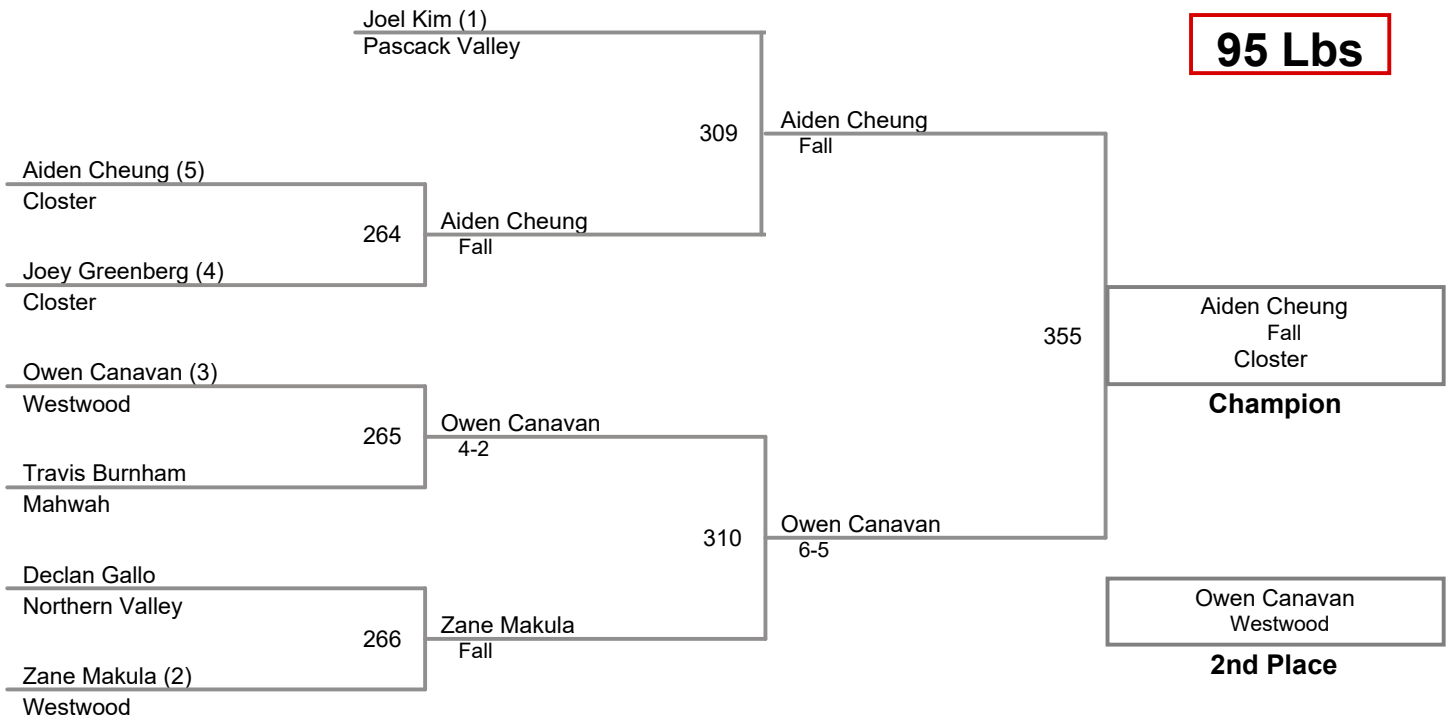 Joel Kim (1)
Pascack Valley
95 Lbs
309
Aiden Cheung
Fall
Aiden Cheung (5)
Closter
264
Aiden Cheung
Fall
Joey Greenberg (4)
Closter
355
Aiden Cheung
Fall
Closter
Champion
Owen Canavan (3)
Westwood
265
Owen Canavan
4-2
Travis Burnham
Mahwah
310
Owen Canavan
6-5
Declan Gallo
Northern Valley
266
Zane Makula
Fall
Zane Makula (2)
Westwood
Owen Canavan
Westwood
2nd Place